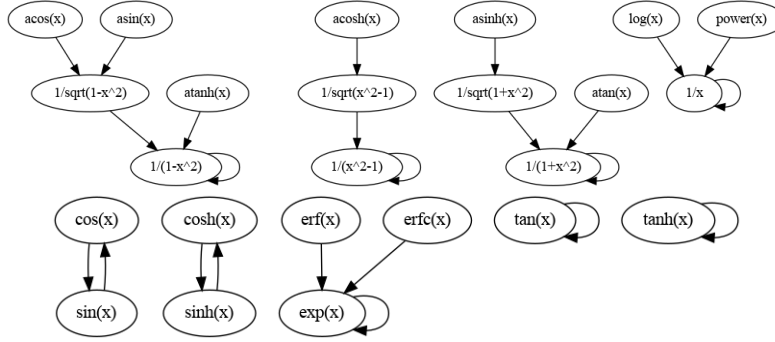 acos(x)
asin(x)
acosh(x)
asinh(x)
log(x)
power(x)
1/sqrt(1-x^2)
atanh(x)
1/sqrt(x^2-1)
1/sqrt(1+x^2)
atan(x)
1/x
1/(1-x^2)
1/(x^2-1)
1/(1+x^2)
cos(x)
cosh(x)
erf(x)
erfc(x)
tan(x)
tanh(x)
sin(x)
sinh(x)
exp(x)